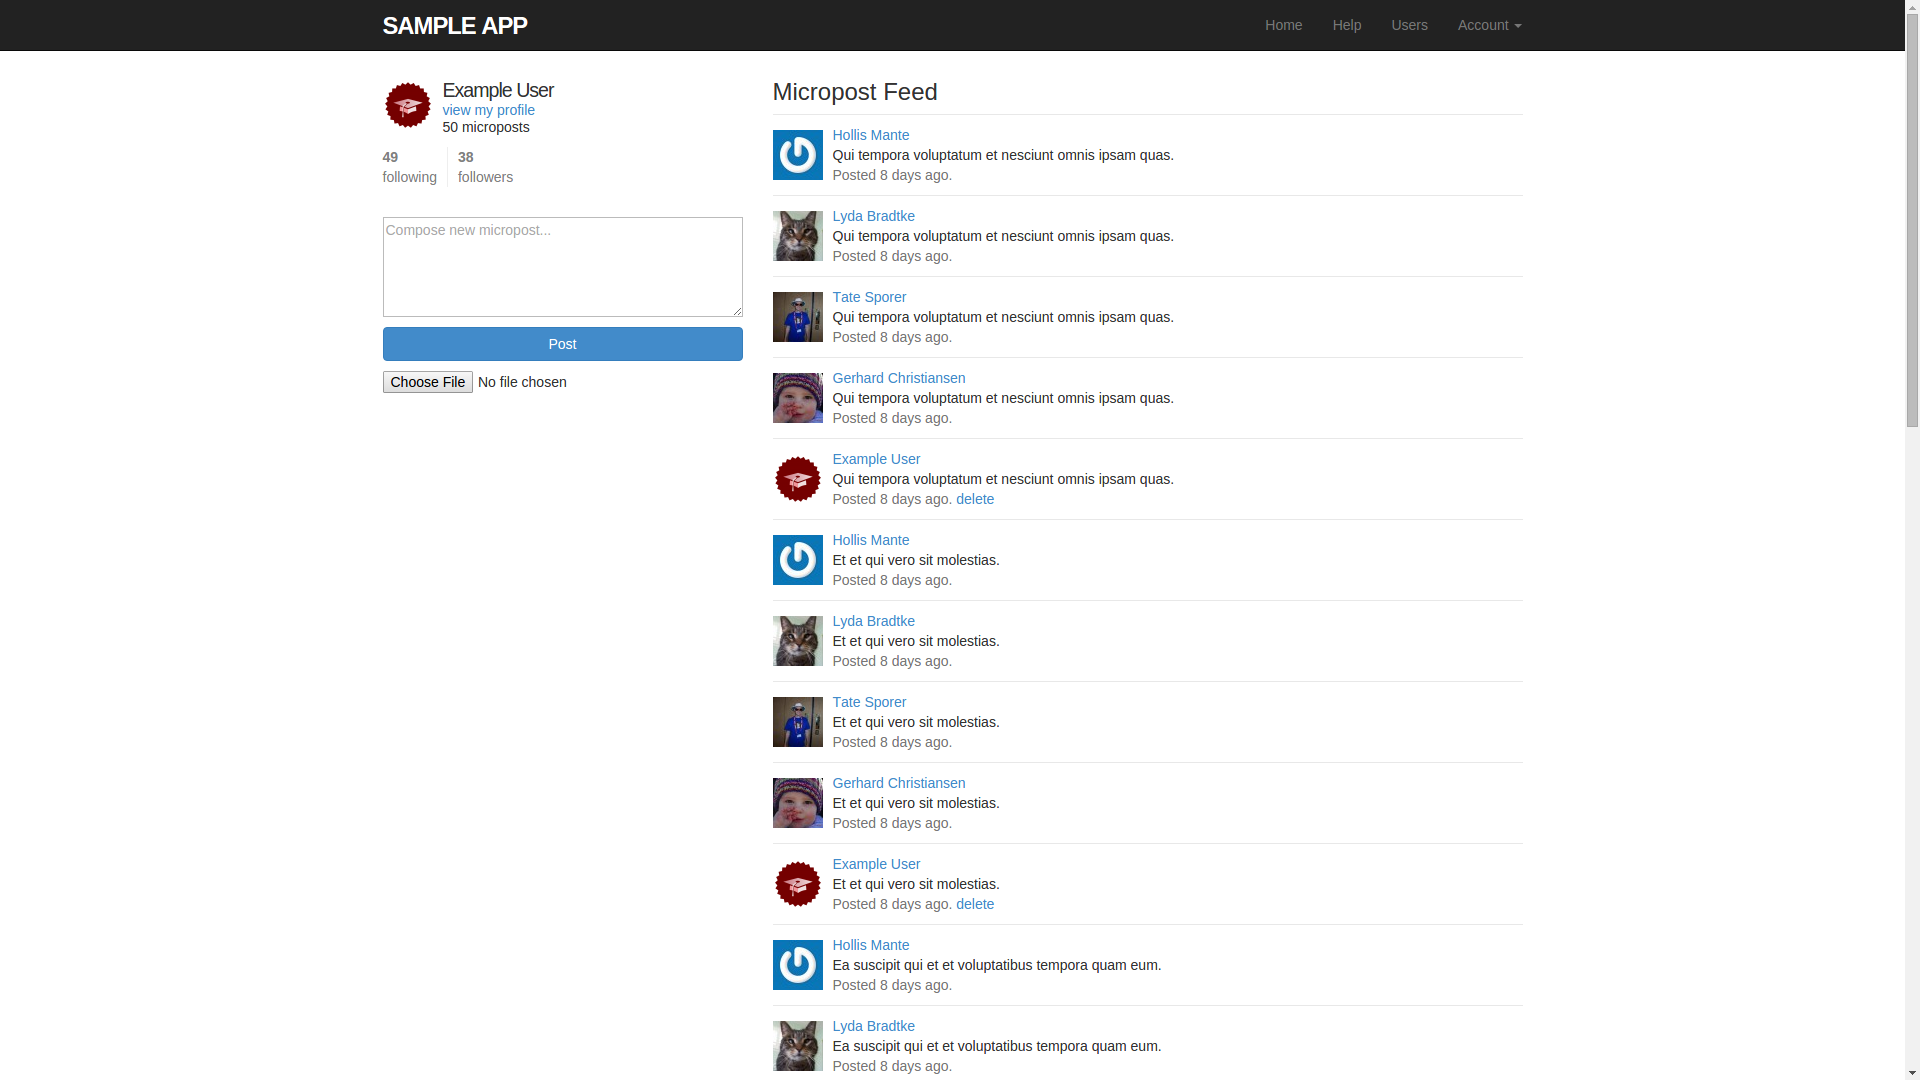 SAMPLE APP
Home
Help
Users
Account
Example User
view my profile
50 microposts
49
following
38
followers
Compose new micropost...
Post
Choose File No file chosen
Micropost Feed
Hollis Mante
Qui tempora voluptatum et nesciunt omnis ipsam quas.
Posted 8 days ago.
Lyda Bradtke
Qui tempora voluptatum et nesciunt omnis ipsam quas.
Posted 8 days ago.
Tate Sporer
Qui tempora voluptatum et nesciunt omnis ipsam quas.
Posted 8 days ago.
Gerhard Christiansen
Qui tempora voluptatum et nesciunt omnis ipsam quas.
Posted 8 days ago.
Example User
Qui tempora voluptatum et nesciunt omnis ipsam quas.
Posted 8 days ago. delete
Hollis Mante
Et et qui vero sit molestias.
Posted 8 days ago.
Lyda Bradtke
Et et qui vero sit molestias.
Posted 8 days ago.
Tate Sporer
Et et qui vero sit molestias.
Posted 8 days ago.
Gerhard Christiansen
Et et qui vero sit molestias.
Posted 8 days ago.
Example User
Et et qui vero sit molestias.
Posted 8 days ago. delete
Hollis Mante
Ea suscipit qui et et voluptatibus tempora quam eum.
Posted 8 days ago.
Lyda Bradtke
Ea suscipit qui et et voluptatibus tempora quam eum.
Posted 8 days ago.